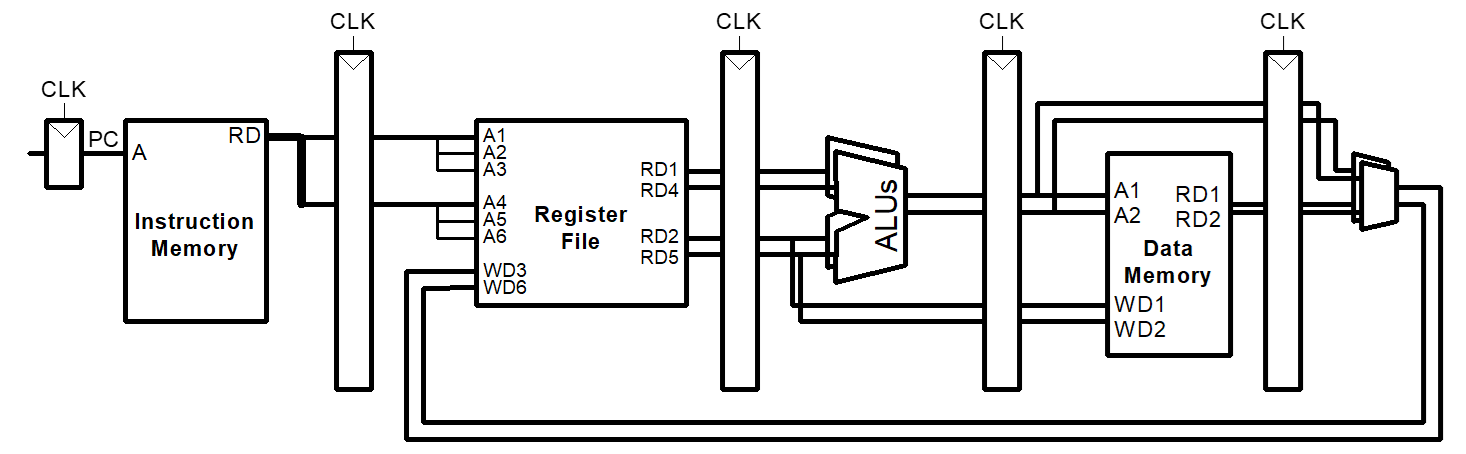 CLK
CLK
CLK
CLK
CLK
PC
A
RD
Instruction
Memory
A1
A2
A3
A4
A5
A6
WD3
WD6
Register
File
RD1
RD4
RD2
RD5
ALUs
A1
A2
RD1
RD2
Data
Memory
WD1
WD2